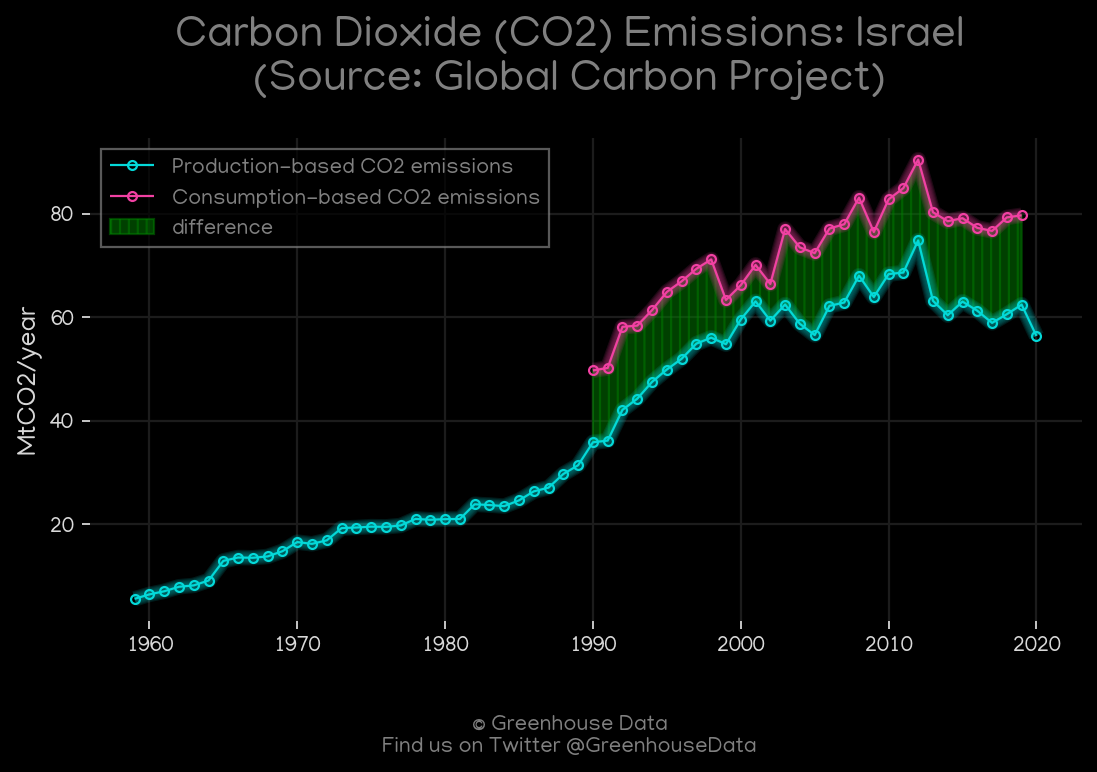 Carbon Dioxide (CO2) Emissions: Israel
(Source: Global Carbon Project)
Production-based CO2 emissions
Consumption-based CO2 emissions
difference
MtCO2/year
80
60
40
20
1960
1970
1980
1990
2000
2010
2020
© Greenhouse Data
Find us on Twitter @GreenhouseData